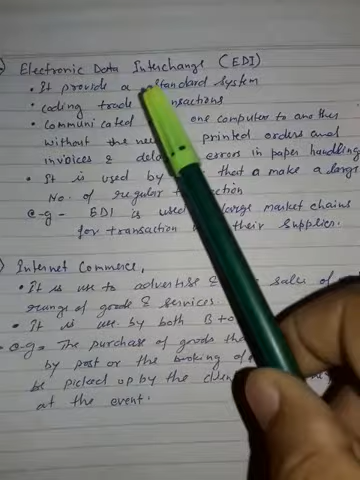 Electronic Data Interchange (EDI)
• It provide a standard system
• coding trade
• Communicated one computer to another
without the printed orders and
invoices & errors in paper handling
• It is used by that a make a large
No. of regular
e-g - EDI is large market chains
for transaction their supplier.
Internet Commerce,
• It is use to advertise & sales of
range of goods & services
• It is use by both B to
e-g = The purchase of goods
by post or the booking of
be picked up by the
at the event.